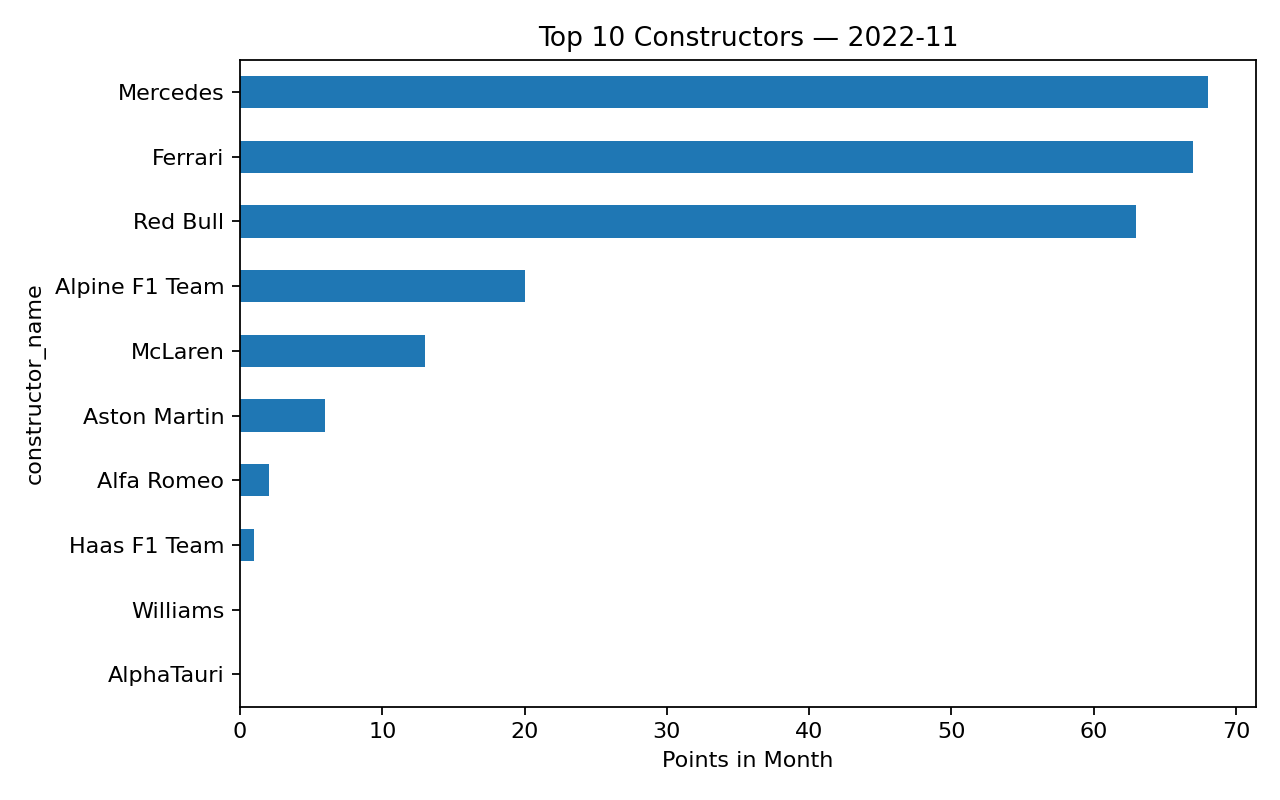 Top 10 Constructors — 2022-11
constructor_name
Mercedes
Ferrari
Red Bull
Alpine F1 Team
McLaren
Aston Martin
Alfa Romeo
Haas F1 Team
Williams
AlphaTauri
0 10 20 30 40 50 60 70
Points in Month